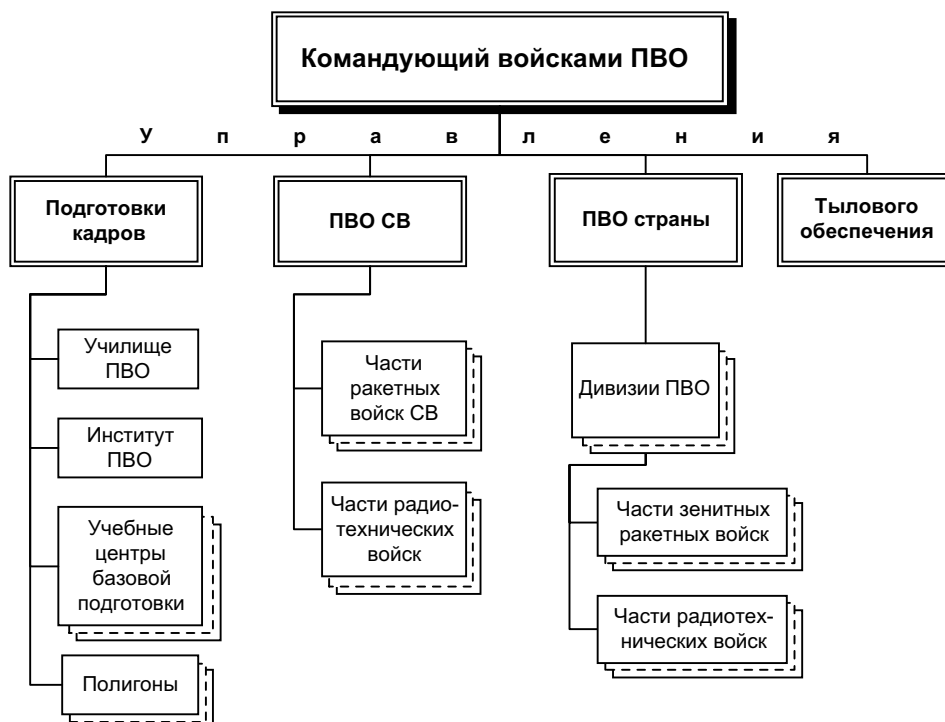 Командующий войсками ПВО
У п р а в л е н и я
Подготовки
кадров
ПВО СВ
ПВО страны
Тылового
обеспечения
Училище
ПВО
Институт
ПВО
Учебные
центры
базовой
подготовки
Полигоны
Части
ракетных
войск СВ
Части радио-
технических
войск
Дивизии ПВО
Части зенитных
ракетных войск
Части радиотех-
нических войск